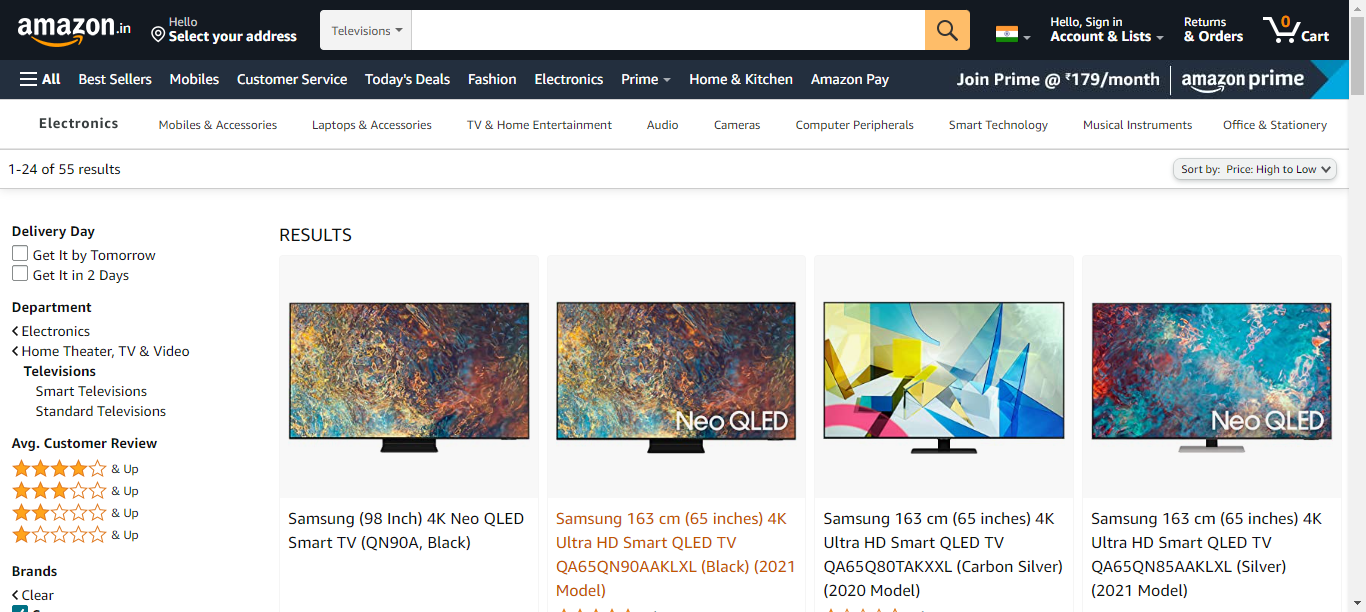 amazon.in
Hello
Select your address
Televisions
Hello, Sign in
Account & Lists
Returns
& Orders
0
Cart
All
Best Sellers
Mobiles
Customer Service
Today's Deals
Fashion
Electronics
Prime
Home & Kitchen
Amazon Pay
Join Prime @ ₹179/month
amazon prime
Electronics
Mobiles & Accessories
Laptops & Accessories
TV & Home Entertainment
Audio
Cameras
Computer Peripherals
Smart Technology
Musical Instruments
Office & Stationery
1-24 of 55 results
Sort by: Price: High to Low
Delivery Day
Get It by Tomorrow
Get It in 2 Days
Department
Electronics
Home Theater, TV & Video
Televisions
Smart Televisions
Standard Televisions
Avg. Customer Review
& Up
& Up
& Up
& Up
Brands
Clear
RESULTS
Samsung (98 Inch) 4K Neo QLED
Smart TV (QN90A, Black)
Neo QLED
Samsung 163 cm (65 inches) 4K
Ultra HD Smart QLED TV
QA65QN90AAKLXL (Black) (2021
Model)
Samsung 163 cm (65 inches) 4K
Ultra HD Smart QLED TV
QA65Q80TAKXXL (Carbon Silver)
(2020 Model)
Neo QLED
Samsung 163 cm (65 inches) 4K
Ultra HD Smart QLED TV
QA65QN85AAKLXL (Silver)
(2021 Model)